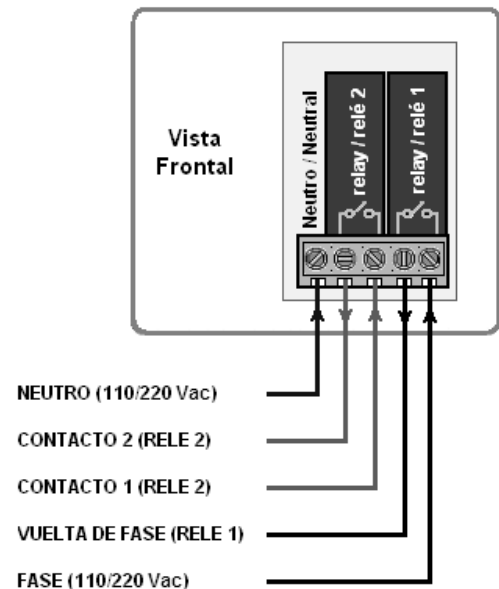 Vista
Frontal
Neutro / Neutral
relay / relé 2
relay / relé 1
NEUTRO (110/220 Vac)
CONTACTO 2 (RELE 2)
CONTACTO 1 (RELE 2)
VUELTA DE FASE (RELE 1)
FASE (110/220 Vac)